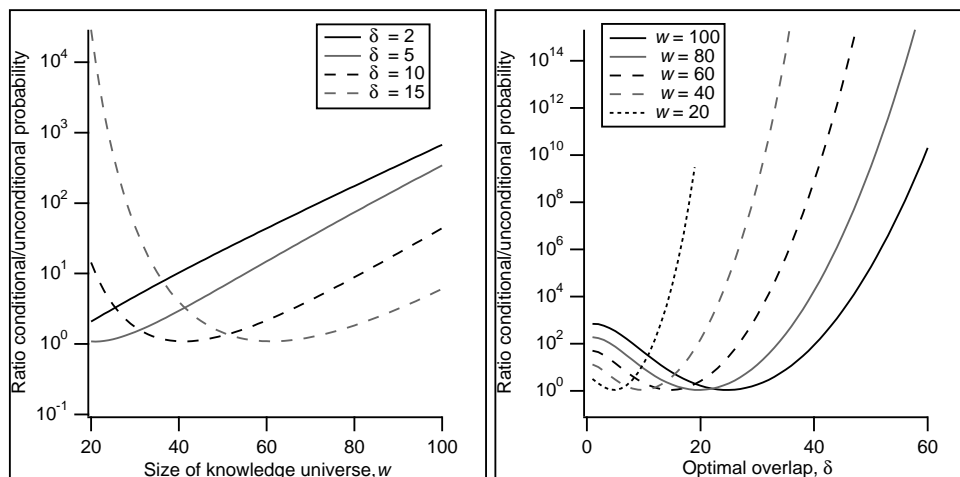 Ratio conditional/unconditional probability
10^4
10^3
10^2
10^1
10^0
10^-1
δ = 2
δ = 5
δ = 10
δ = 15
20 40 60 80 100
Size of knowledge universe,w
Ratio conditional/unconditional probability
10^14
10^12
10^10
10^8
10^6
10^4
10^2
10^0
w = 100
w = 80
w = 60
w = 40
w = 20
0 20 40 60
Optimal overlap, δ